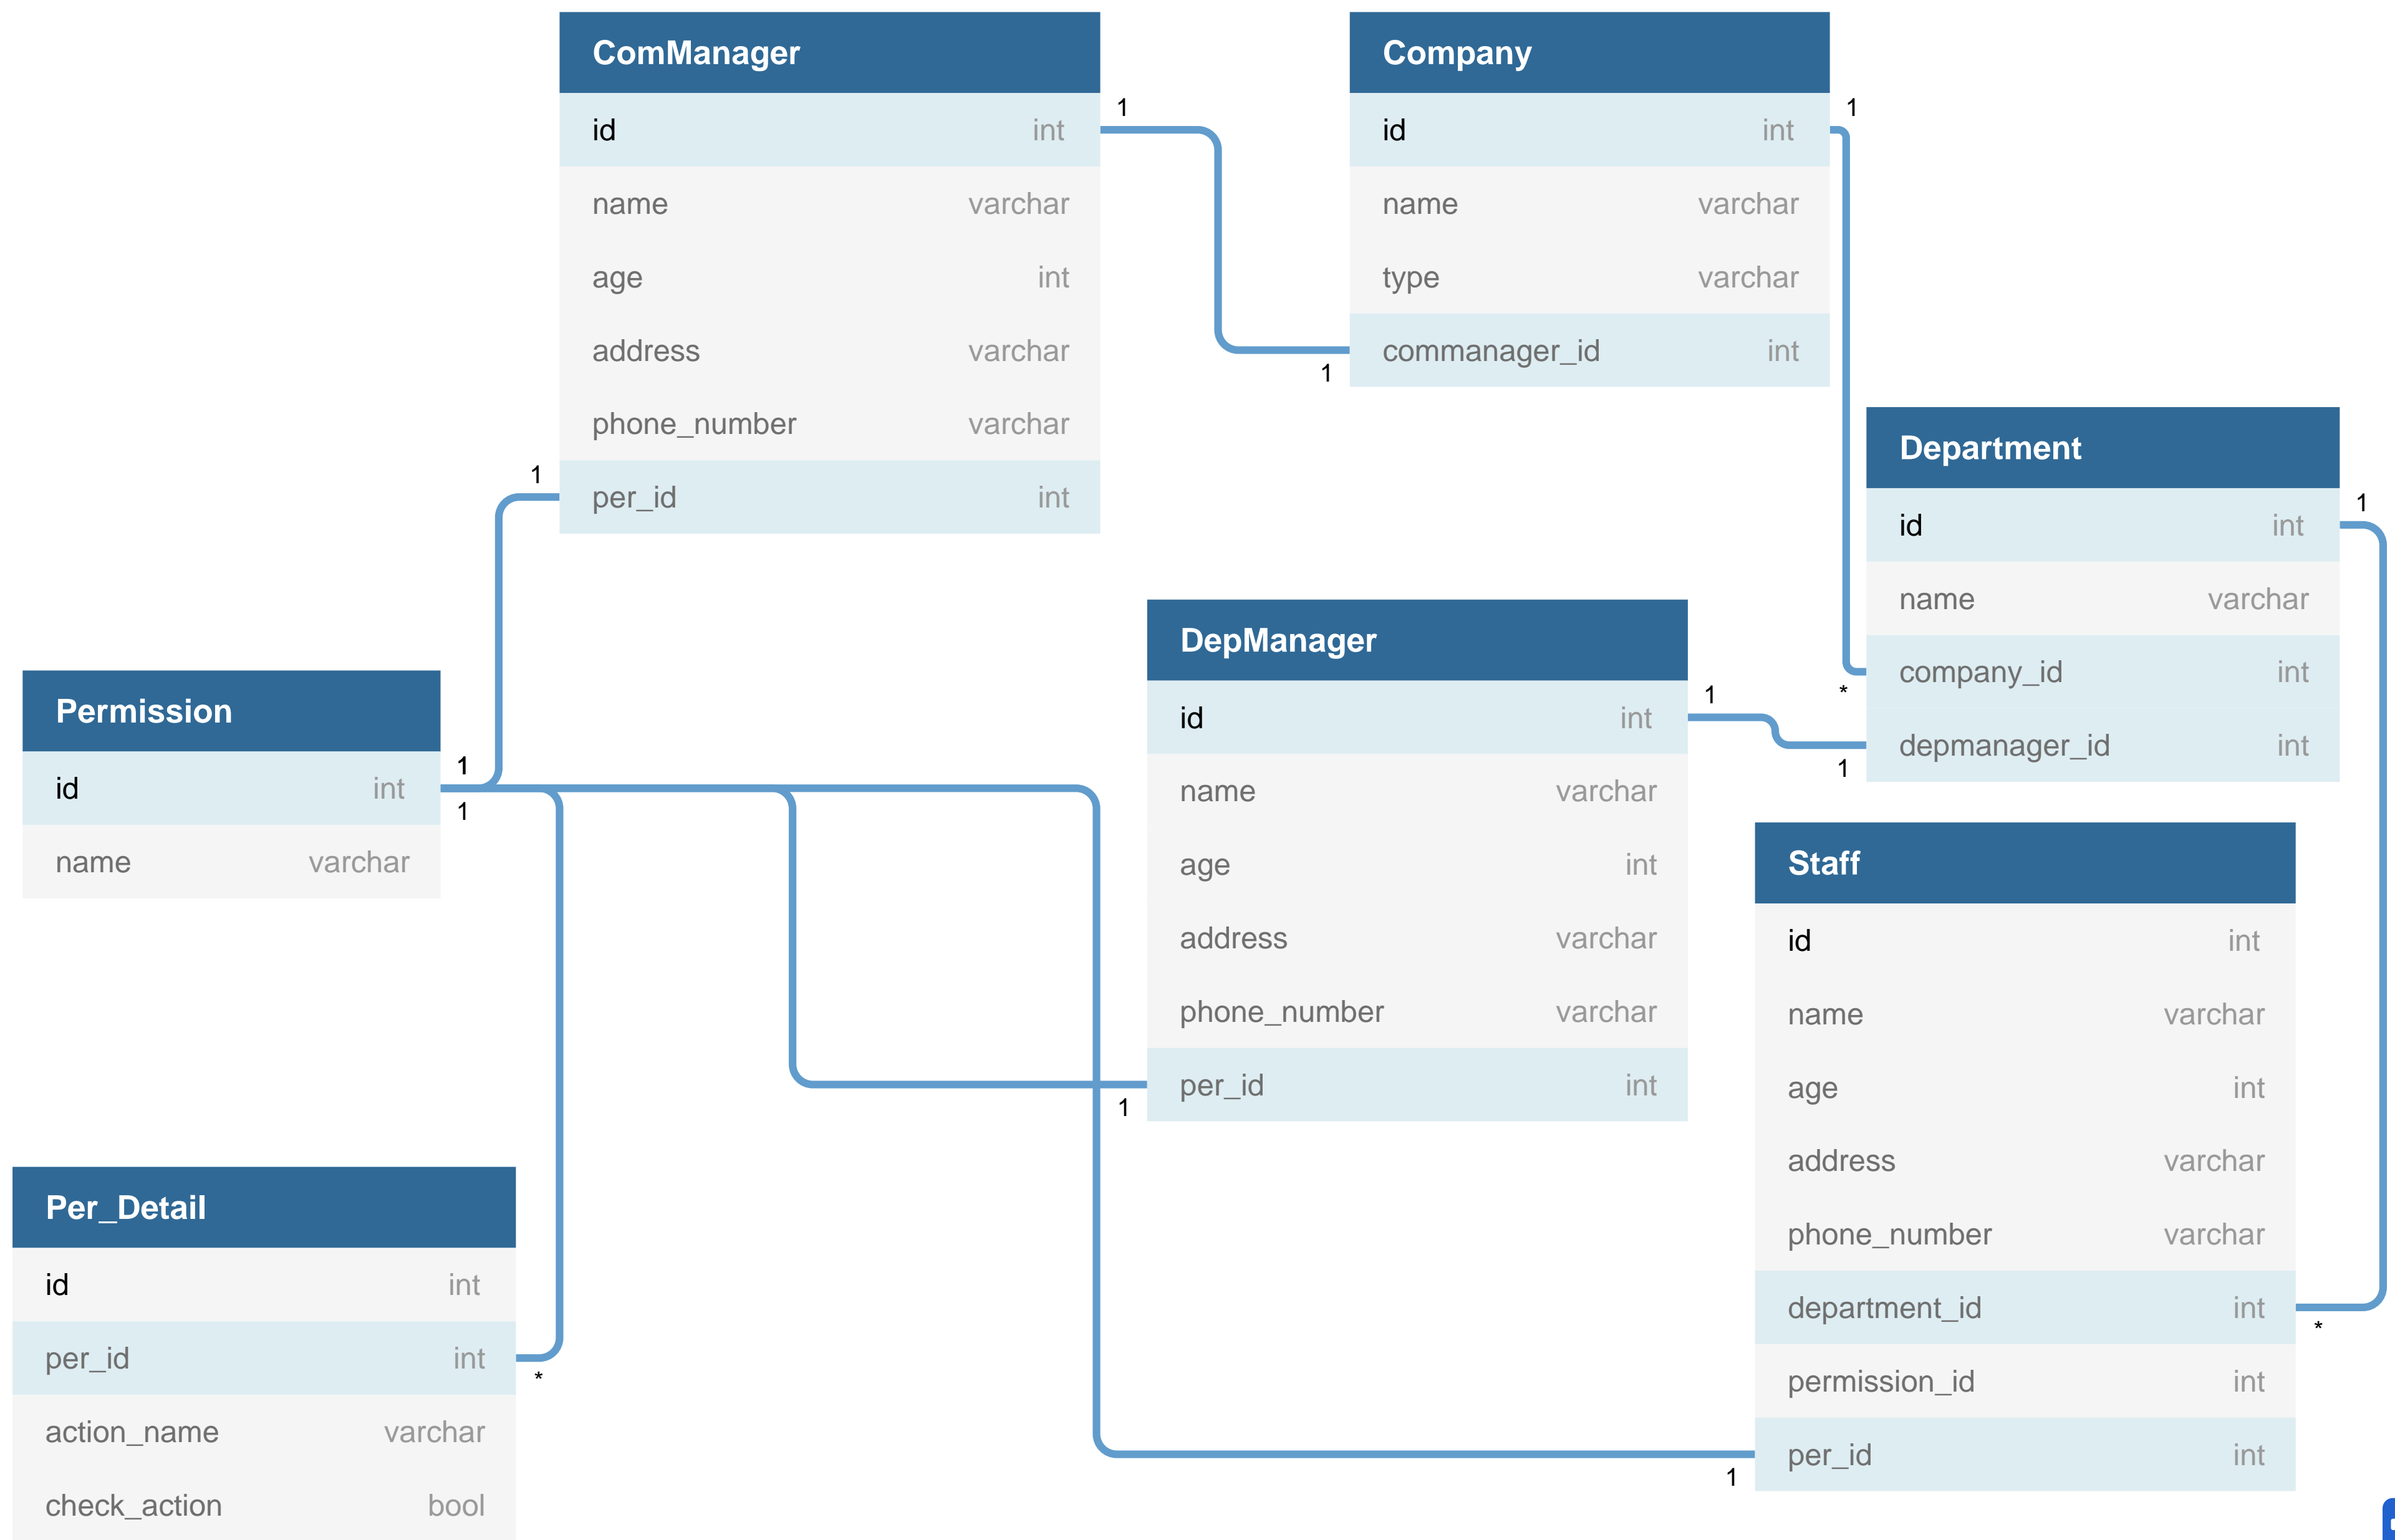 ComManager
id int
name varchar
age int
address varchar
phone_number varchar
per_id int
1
1
Company
id int
name varchar
type varchar
commanager_id int
1
1
Department
id int
name varchar
company_id int
depmanager_id int
1
*
1
DepManager
id int
name varchar
age int
address varchar
phone_number varchar
per_id int
1
1
Permission
id int
name varchar
1
1
Staff
id int
name varchar
age int
address varchar
phone_number varchar
department_id int
permission_id int
per_id int
*
1
Per_Detail
id int
per_id int
action_name varchar
check_action bool
*